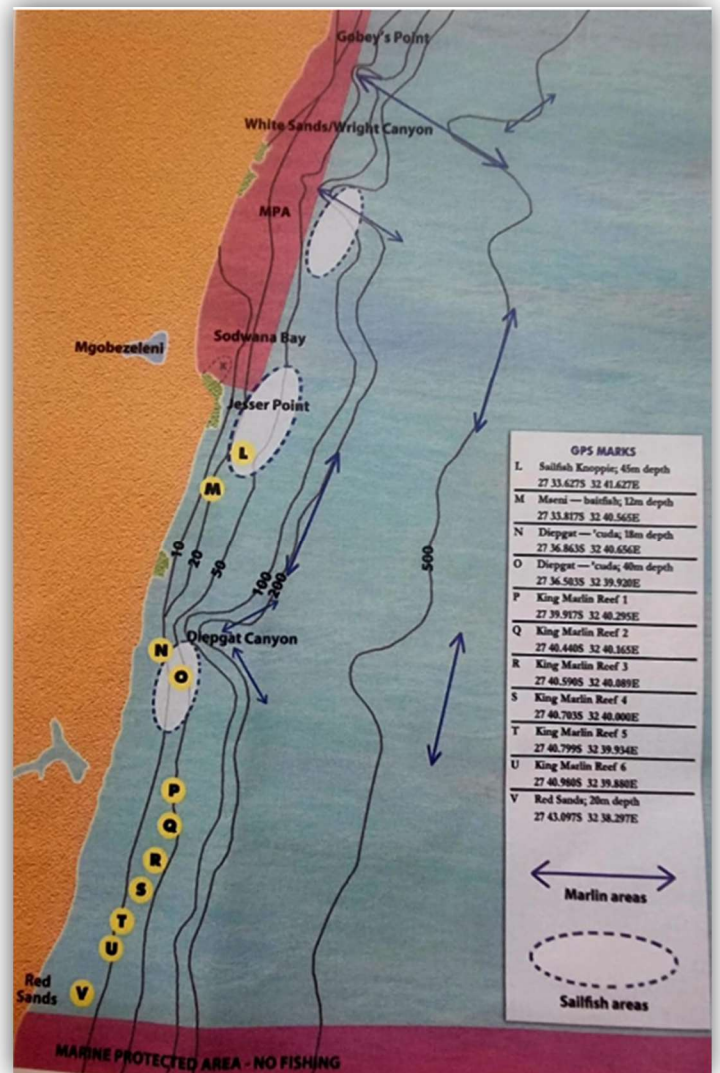 Gobey's Point
White Sands/Wright Canyon
MPA
Sodwana Bay
Mgobezeleni
x
Jesser Point
L
M
10
20
50
100
200
500
Diepgat Canyon
N
O
P
Q
R
S
T
U
V
Red
Sands
MARINE PROTECTED AREA - NO FISHING
GPS MARKS
L Sailfish Knoppie; 45m depth
27 33.627S 32 41.627E
M Mseni — baitfish; 12m depth
27 33.817S 32 40.565E
N Diepgat — 'cuda; 18m depth
27 36.863S 32 40.656E
O Diepgat — 'cuda; 40m depth
27 36.503S 32 39.920E
P King Marlin Reef 1
27 39.917S 32 40.295E
Q King Marlin Reef 2
27 40.440S 32 40.165E
R King Marlin Reef 3
27 40.590S 32 40.089E
S King Marlin Reef 4
27 40.703S 32 40.000E
T King Marlin Reef 5
27 40.799S 32 39.934E
U King Marlin Reef 6
27 40.980S 32 39.880E
V Red Sands; 20m depth
27 43.097S 32 38.297E
Marlin areas
Sailfish areas